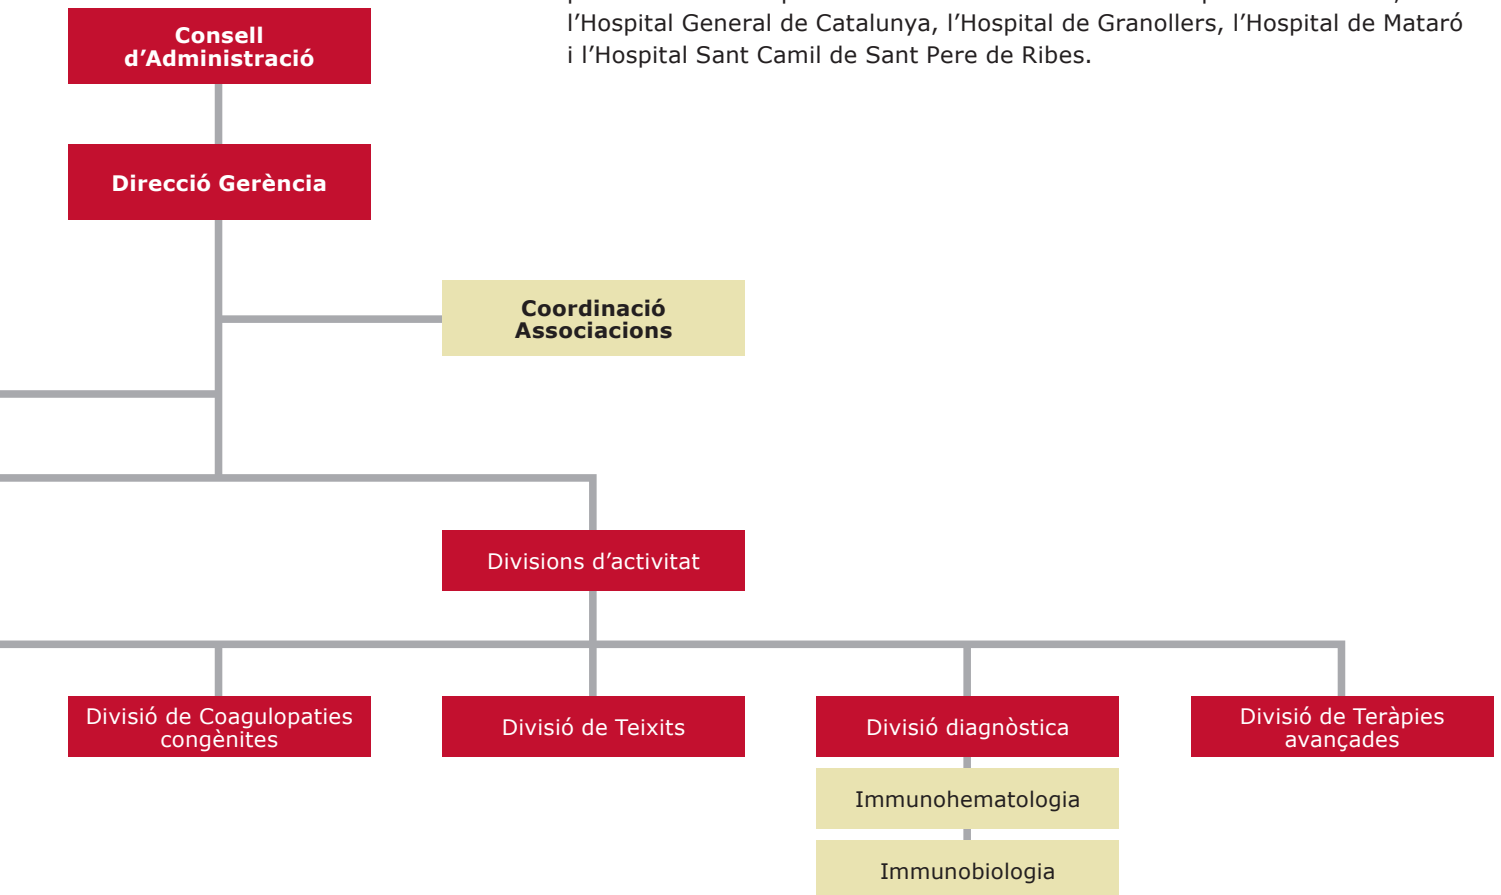 l’Hospital General de Catalunya, l’Hospital de Granollers, l’Hospital de Mataró
i l’Hospital Sant Camil de Sant Pere de Ribes.
Consell
d’Administració
Direcció Gerència
Coordinació
Associacions
Divisions d’activitat
Divisió de Coagulopaties
congènites
Divisió de Teixits
Divisió diagnòstica
Divisió de Teràpies
avançades
Immunohematologia
Immunobiologia